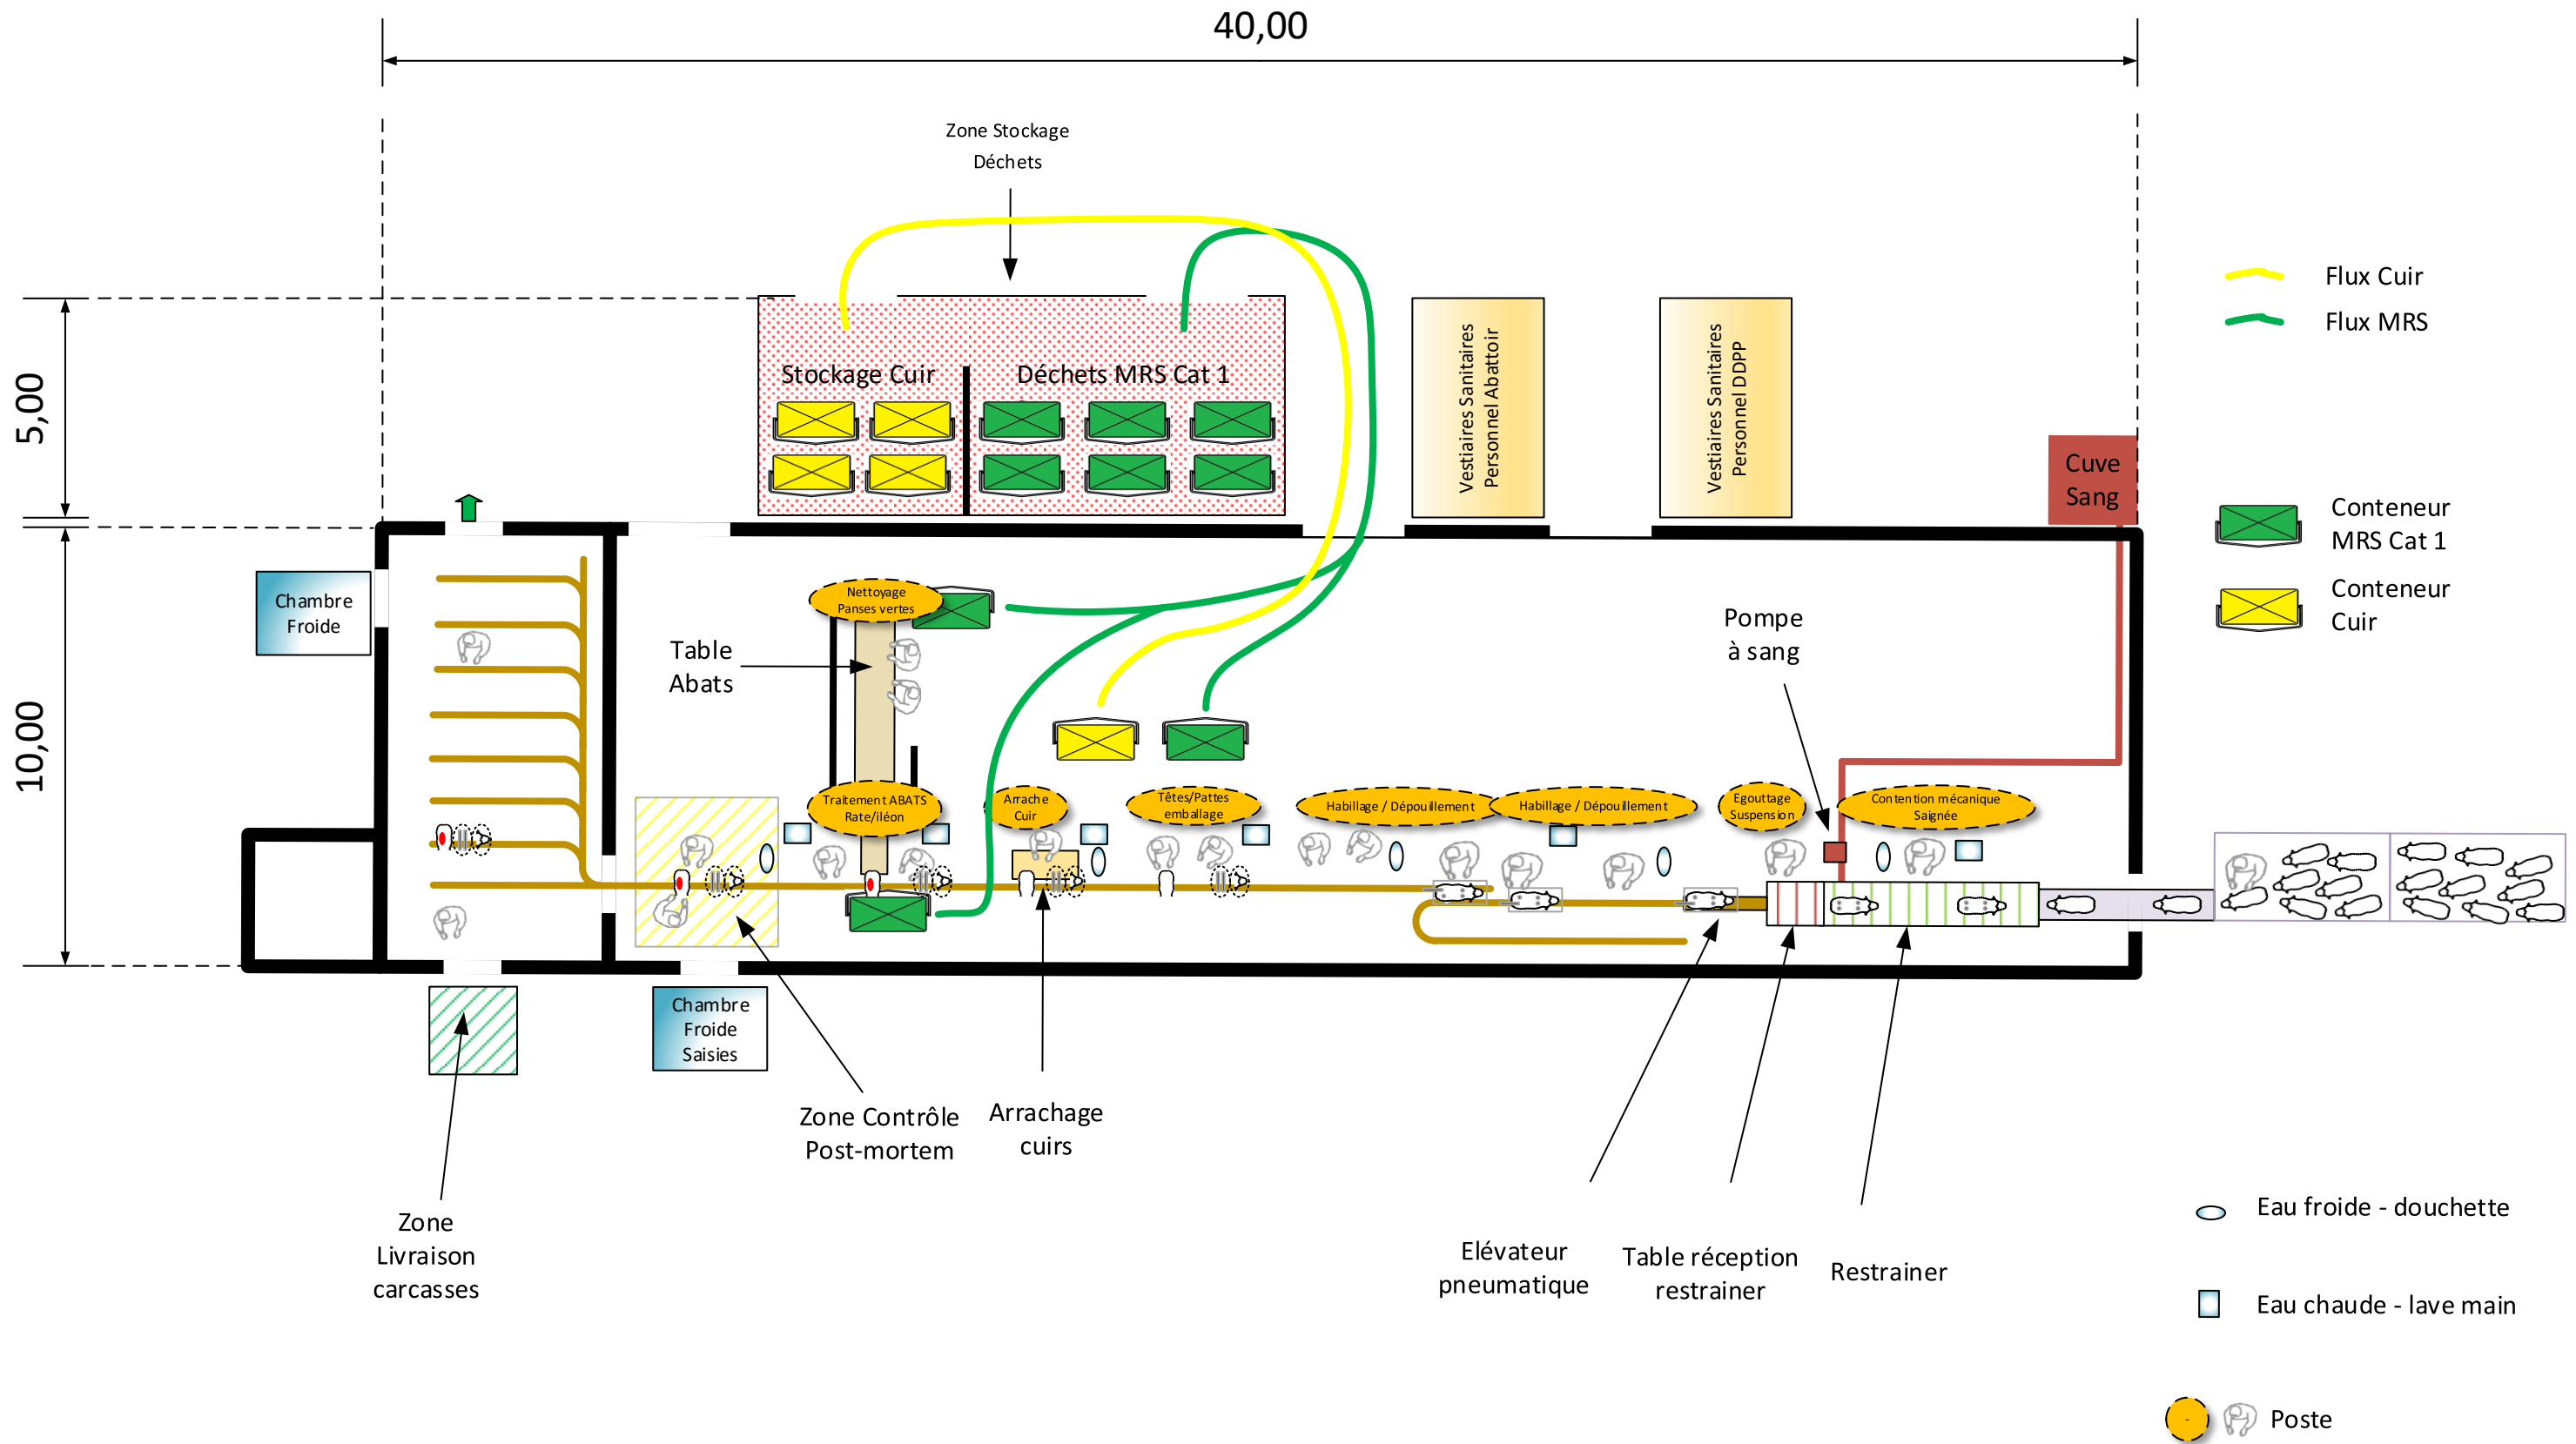 40,00
Zone Stockage
Déchets
Flux Cuir
Flux MRS
5,00
Stockage Cuir
Déchets MRS Cat 1
Vestiaires Sanitaires
Personnel Abattoir
Vestiaires Sanitaires
Personnel DDPP
Cuve
Sang
Conteneur
MRS Cat 1
Conteneur
Cuir
Chambre
Froide
Nettoyage
Panses vertes
Table
Abats
Pompe
à sang
10,00
Traitement ABATS
Rate/iléon
Arrache
Cuir
Têtes/Pattes
emballage
Habillage / Dépouillement
Habillage / Dépouillement
Egouttage
Suspension
Contention mécanique
Saignée
Chambre
Froide
Saisies
Zone Contrôle
Post-mortem
Arrachage
cuirs
Zone
Livraison
carcasses
Elévateur
pneumatique
Table réception
restrainer
Restrainer
Eau froide - douchette
Eau chaude - lave main
-
Poste